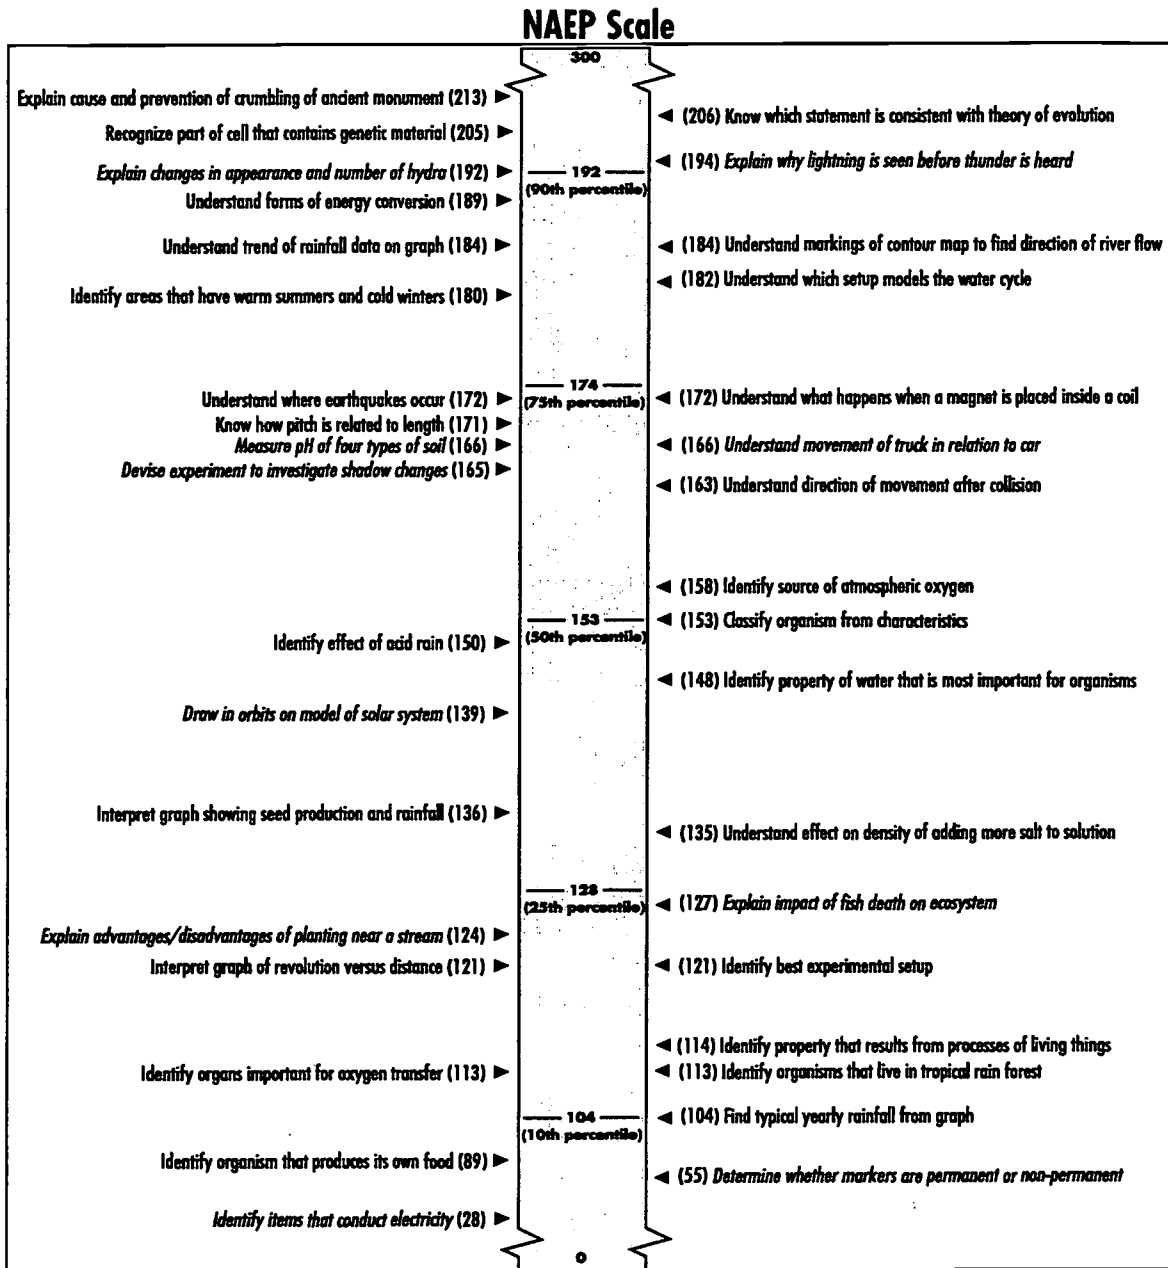 NAEP Scale
300
Explain cause and prevention of crumbling of ancient monument (213) ►
◄ (206) Know which statement is consistent with theory of evolution
Recognize part of cell that contains genetic material (205) ►
◄ (194) Explain why lightning is seen before thunder is heard
Explain changes in appearance and number of hydra (192) ►
192
(90th percentile)
Understand forms of energy conversion (189) ►
Understand trend of rainfall data on graph (184) ►
◄ (184) Understand markings of contour map to find direction of river flow
◄ (182) Understand which setup models the water cycle
Identify areas that have warm summers and cold winters (180) ►
174
(75th percentile)
Understand where earthquakes occur (172) ►
◄ (172) Understand what happens when a magnet is placed inside a coil
Know how pitch is related to length (171) ►
Measure pH of four types of soil (166) ►
◄ (166) Understand movement of truck in relation to car
Devise experiment to investigate shadow changes (165) ►
◄ (163) Understand direction of movement after collision
◄ (158) Identify source of atmospheric oxygen
153
(50th percentile)
◄ (153) Classify organism from characteristics
Identify effect of acid rain (150) ►
◄ (148) Identify property of water that is most important for organisms
Draw in orbits on model of solar system (139) ►
Interpret graph showing seed production and rainfall (136) ►
◄ (135) Understand effect on density of adding more salt to solution
128
(25th percentile)
◄ (127) Explain impact of fish death on ecosystem
Explain advantages/disadvantages of planting near a stream (124) ►
Interpret graph of revolution versus distance (121) ►
◄ (121) Identify best experimental setup
◄ (114) Identify property that results from processes of living things
Identify organs important for oxygen transfer (113) ►
◄ (113) Identify organisms that live in tropical rain forest
104
(10th percentile)
◄ (104) Find typical yearly rainfall from graph
Identify organism that produces its own food (89) ►
◄ (55) Determine whether markers are permanent or non-permanent
Identify items that conduct electricity (28) ►
0